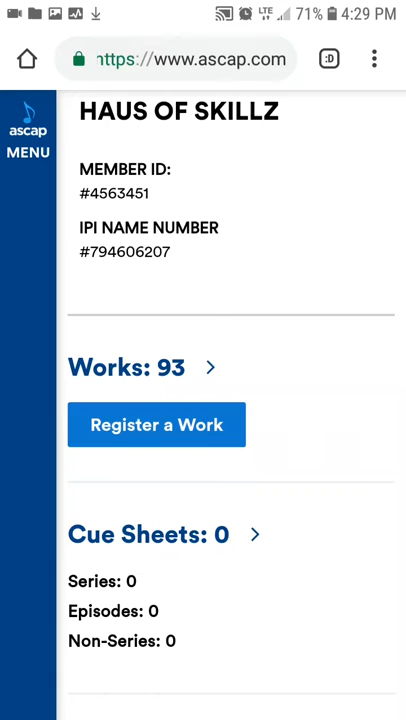 LTE 71% 4:29 PM
https://www.ascap.com :D
HAUS OF SKILLZ
ascap
MENU
MEMBER ID:
#4563451
IPI NAME NUMBER
#794606207
Works: 93
Register a Work
Cue Sheets: 0
Series: 0
Episodes: 0
Non-Series: 0